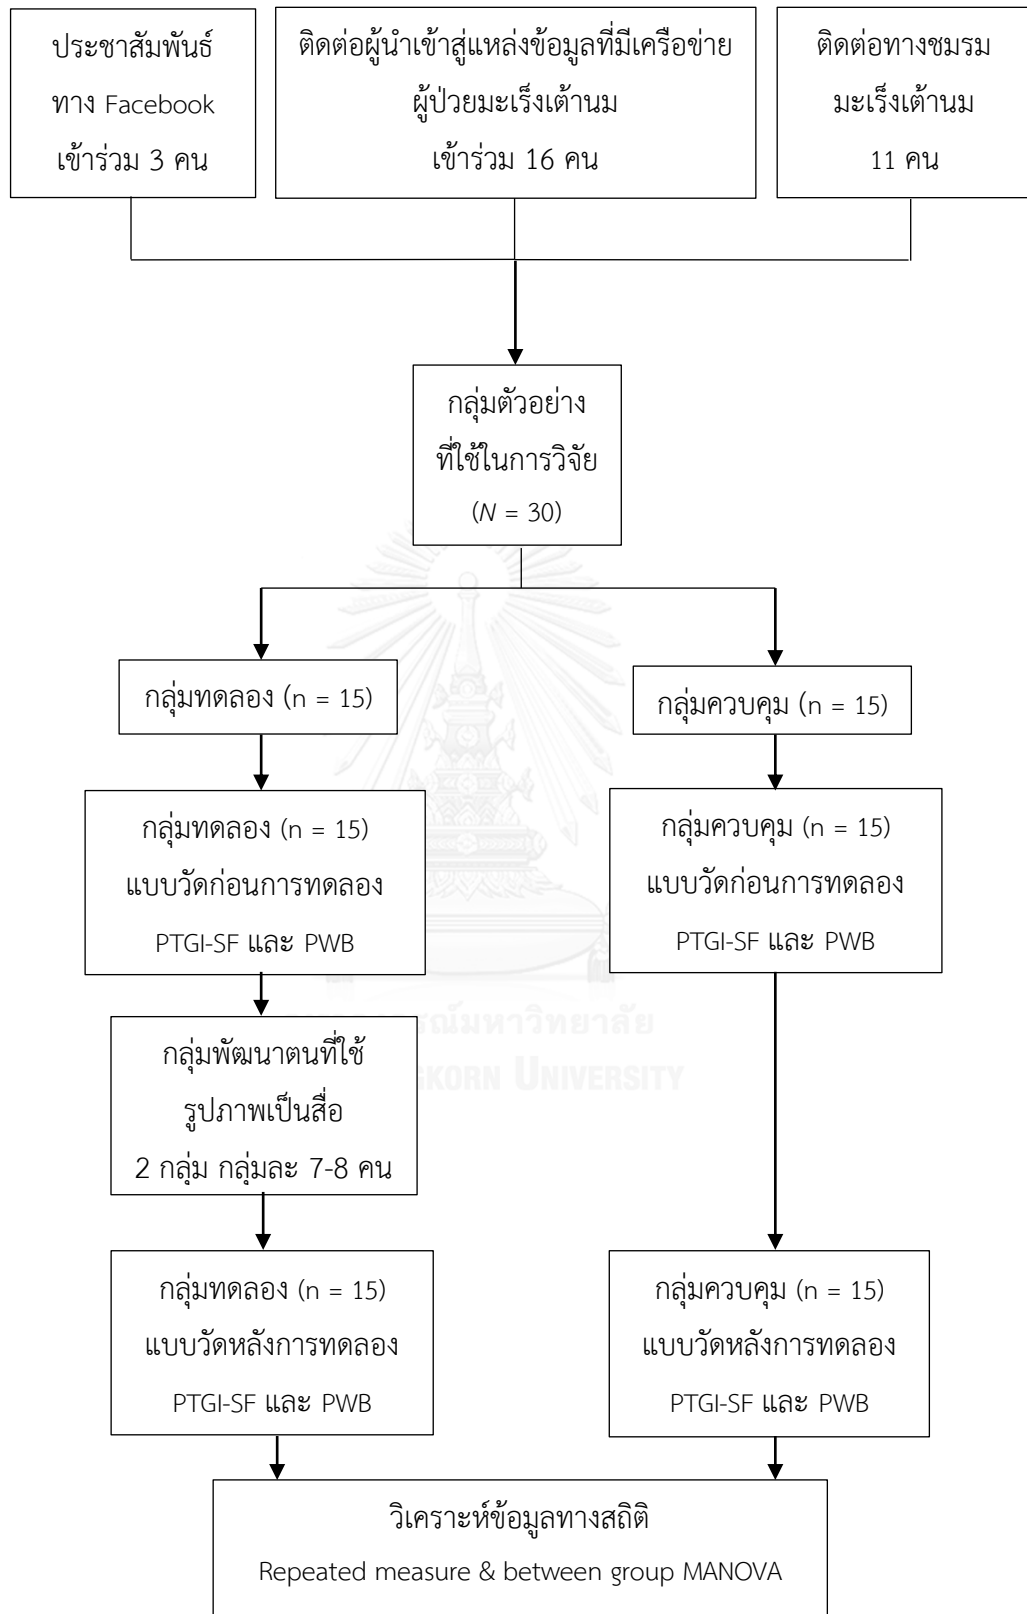 ประชาสัมพันธ์
ทาง Facebook
เข้าร่วม 3 คน
ติดต่อผู้นำเข้าสู่แหล่งข้อมูลที่มีเครือข่าย
ผู้ป่วยมะเร็งเต้านม
เข้าร่วม 16 คน
ติดต่อทางชมรม
มะเร็งเต้านม
11 คน
กลุ่มตัวอย่าง
ที่ใช้ในการวิจัย
(N = 30)
กลุ่มทดลอง (n = 15)
กลุ่มควบคุม (n = 15)
กลุ่มทดลอง (n = 15)
แบบวัดก่อนการทดลอง
PTGI-SF และ PWB
กลุ่มควบคุม (n = 15)
แบบวัดก่อนการทดลอง
PTGI-SF และ PWB
รณ์มหาวิทยาลัย
GKORN UNIVERSITY
กลุ่มพัฒนาตนที่ใช้
รูปภาพเป็นสื่อ
2 กลุ่ม กลุ่มละ 7-8 คน
กลุ่มทดลอง (n = 15)
แบบวัดหลังการทดลอง
PTGI-SF และ PWB
กลุ่มควบคุม (n = 15)
แบบวัดหลังการทดลอง
PTGI-SF และ PWB
วิเคราะห์ข้อมูลทางสถิติ
Repeated measure & between group MANOVA